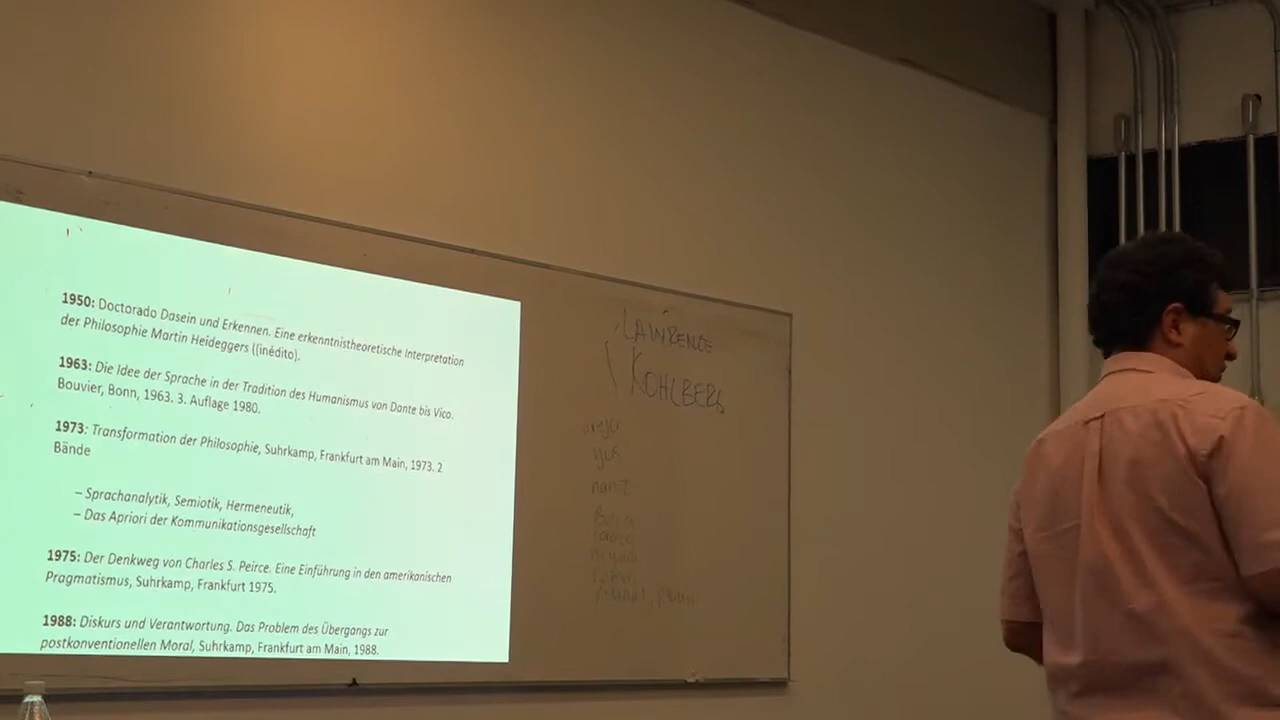 1950: Doctorado Dasein und Erkennen. Eine erkenntnistheoretische Interpretation
der Philosophie Martin Heideggers ((inédito).
1963: Die Idee der Sprache in der Tradition des Humanismus von Dante bis Vico.
Bouvier, Bonn, 1963. 3. Auflage 1980.
1973: Transformation der Philosophie, Suhrkamp, Frankfurt am Main, 1973. 2
Bände
– Sprachanalytik, Semiotik, Hermeneutik,
– Das Apriori der Kommunikationsgesellschaft
1975: Der Denkweg von Charles S. Peirce. Eine Einführung in den amerikanischen
Pragmatismus, Suhrkamp, Frankfurt 1975.
1988: Diskurs und Verantwortung. Das Problem des Übergangs zur
postkonventionellen Moral, Suhrkamp, Frankfurt am Main, 1988.
LAWRENCE
KOHLBERG